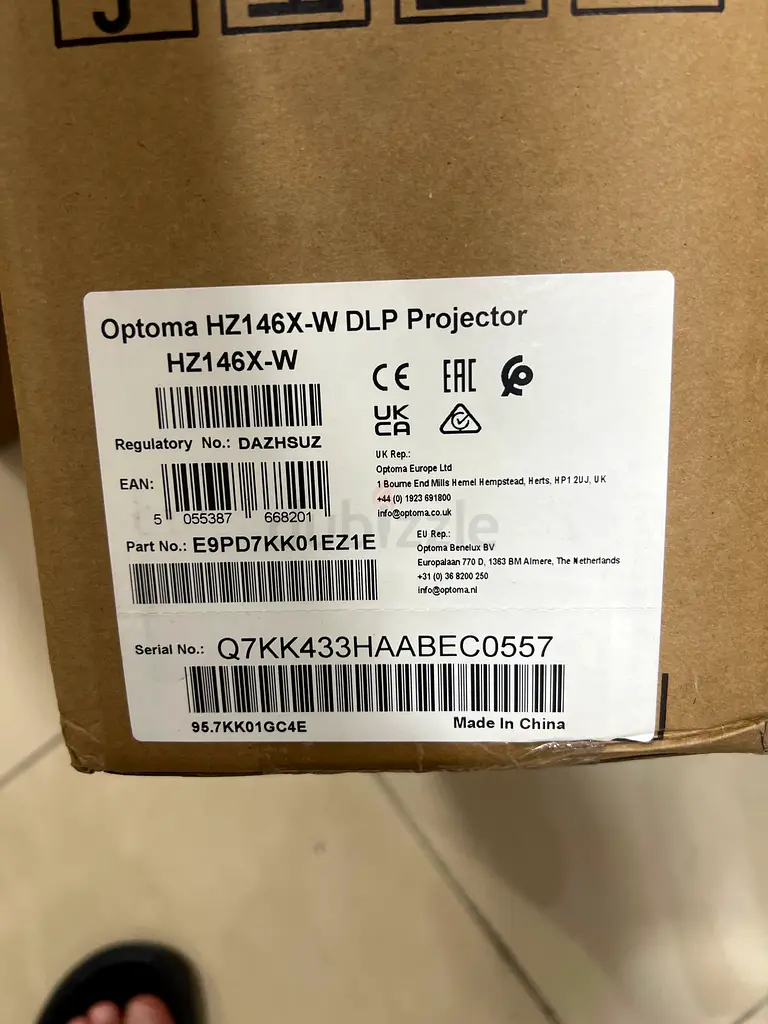 Optoma HZ146X-W DLP Projector
HZ146X-W
CE
EAC
UK
CA
Regulatory No.: DAZHSUZ
EAN:
5 055387 668201
Part No.: E9PD7KK01EZ1E
UK Rep.:
Optoma Europe Ltd
1 Bourne End Mills Hemel Hempstead, Herts, HP1 2UJ, UK
+44 (0) 1923 691800
info@optoma.co.uk
dubizzle
EU Rep.:
Optoma Benelux BV
Europalaan 770 D, 1363 BM Almere, The Netherlands
+31 (0) 36 8200 250
info@optoma.nl
Serial No.: Q7KK433HAABEC0557
95.7KK01GC4E
Made In China